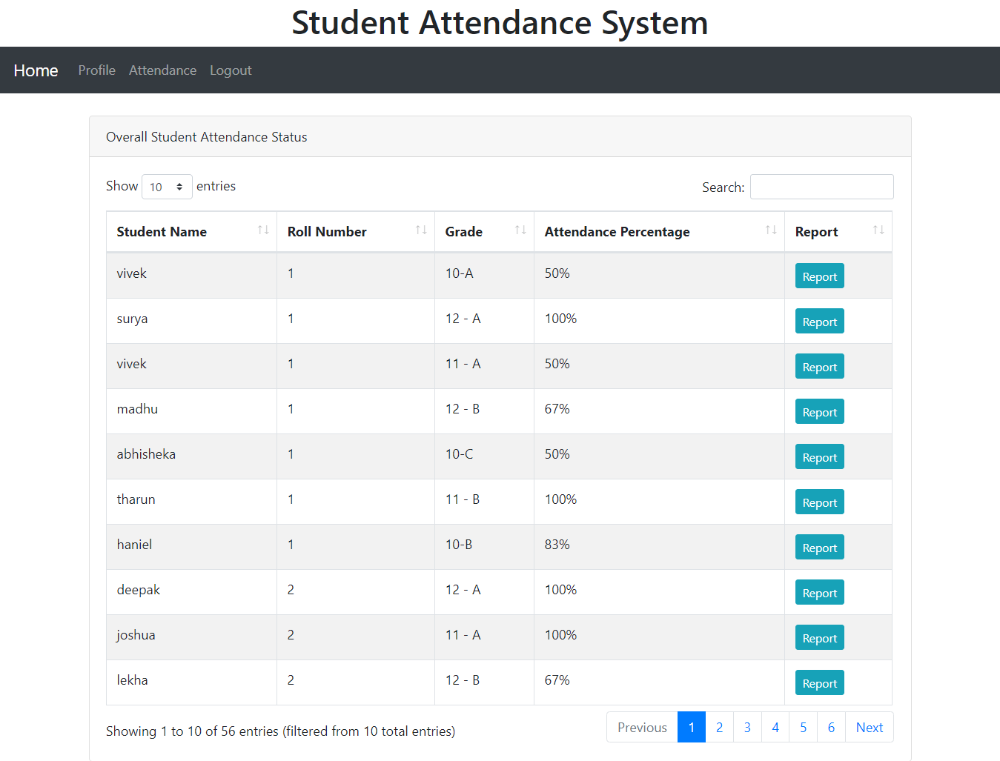 Student Attendance System
Home Profile Attendance Logout
Overall Student Attendance Status
Show 10 entries Search:
Student Name Roll Number Grade Attendance Percentage Report
vivek 1 10-A 50% Report
surya 1 12 - A 100% Report
vivek 1 11 - A 50% Report
madhu 1 12 - B 67% Report
abhisheka 1 10-C 50% Report
tharun 1 11 - B 100% Report
haniel 1 10-B 83% Report
deepak 2 12 - A 100% Report
joshua 2 11 - A 100% Report
lekha 2 12 - B 67% Report
Showing 1 to 10 of 56 entries (filtered from 10 total entries) Previous 1 2 3 4 5 6 Next